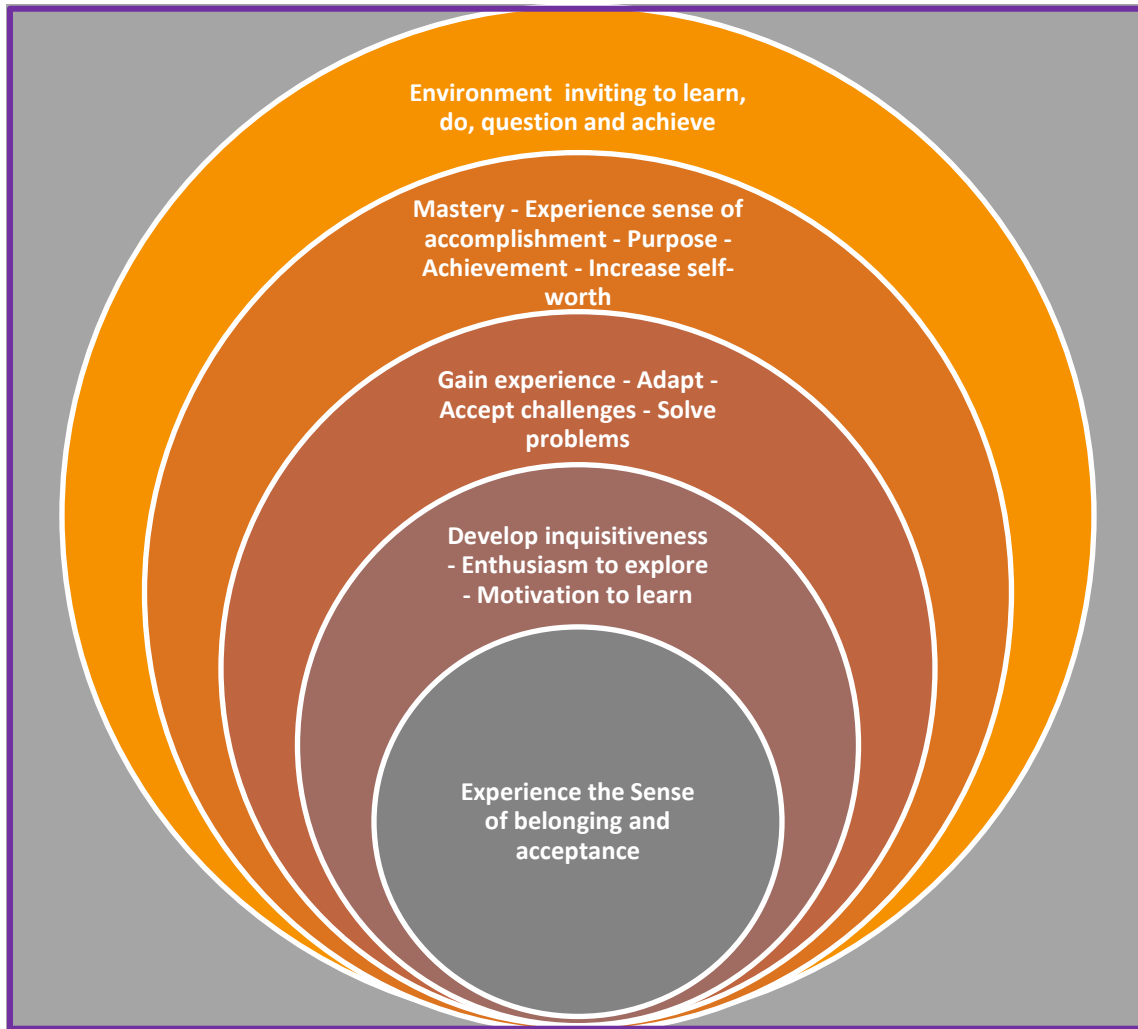 Environment  inviting to learn,
do, question and achieve
Mastery - Experience sense of
accomplishment - Purpose -
Achievement - Increase self-
worth
Gain experience - Adapt -
Accept challenges - Solve
problems
Develop inquisitiveness
- Enthusiasm to explore
- Motivation to learn
Experience the Sense
of belonging and
acceptance